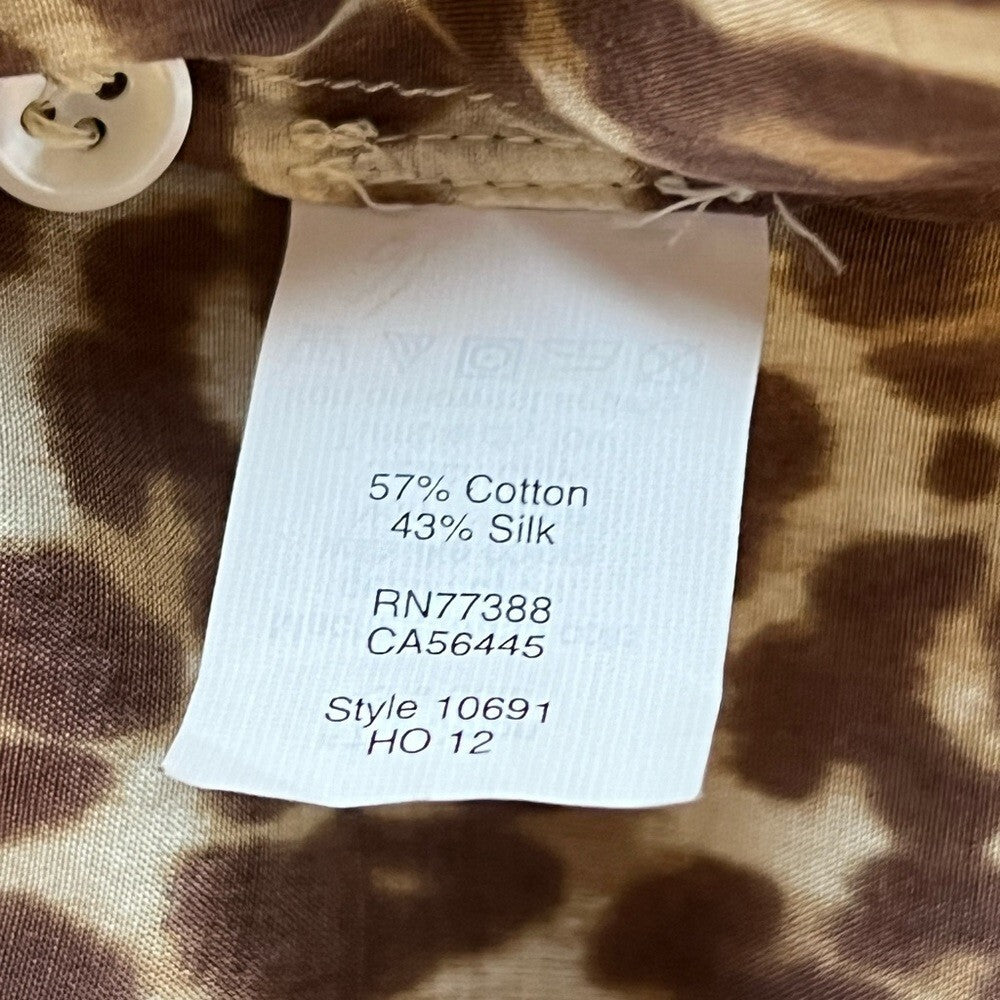 57% Cotton
43% Silk
RN77388
CA56445
Style 10691
HO 12